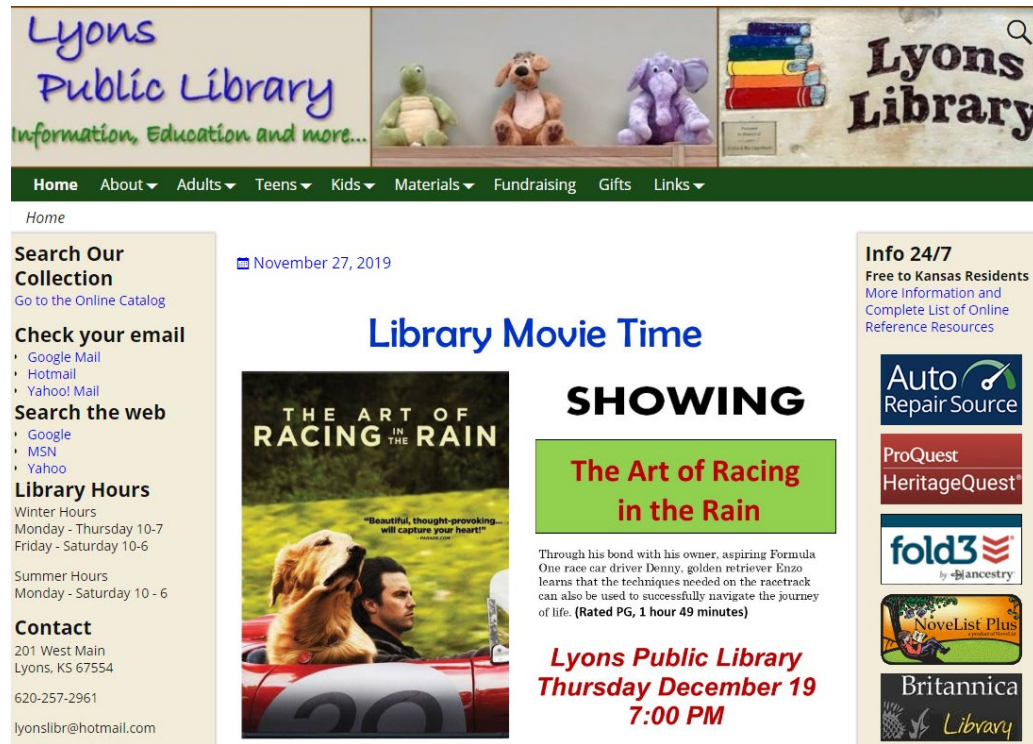 Lyons
Public Library
Information, Education and more...
Lyons
Library
Home About Adults Teens Kids Materials Fundraising Gifts Links
Home
Search Our
Collection
Go to the Online Catalog
Check your email
Google Mail
Hotmail
Yahoo! Mail
Search the web
Google
MSN
Yahoo
Library Hours
Winter Hours
Monday - Thursday 10-7
Friday - Saturday 10-6
Summer Hours
Monday - Saturday 10 - 6
Contact
201 West Main
Lyons, KS 67554
620-257-2961
lyonslibr@hotmail.com
November 27, 2019
Library Movie Time
THE ART OF
RACING IN THE RAIN
"Beautiful, thought-provoking...
will capture your heart!"
- PARADE.COM
20
SHOWING
The Art of Racing
in the Rain
Through his bond with his owner, aspiring Formula
One race car driver Denny, golden retriever Enzo
learns that the techniques needed on the racetrack
can also be used to successfully navigate the journey
of life. (Rated PG, 1 hour 49 minutes)
Lyons Public Library
Thursday December 19
7:00 PM
Info 24/7
Free to Kansas Residents
More Information and
Complete List of Online
Reference Resources
Auto
Repair Source
ProQuest
HeritageQuest®
fold3
by ancestry
NoveList Plus
a product of NoveList
Britannica
Library